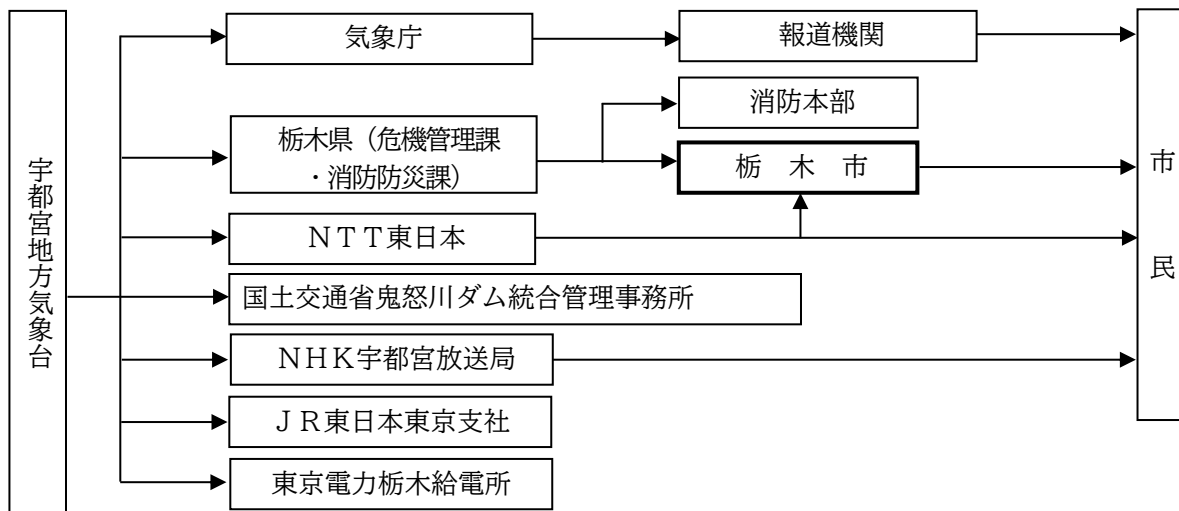 宇都宮地方気象台
気象庁
報道機関
消防本部
栃木県（危機管理課
・消防防災課）
栃　木　市
ＮＴＴ東日本
国土交通省鬼怒川ダム統合管理事務所
ＮＨＫ宇都宮放送局
ＪＲ東日本東京支社
東京電力栃木給電所
市民